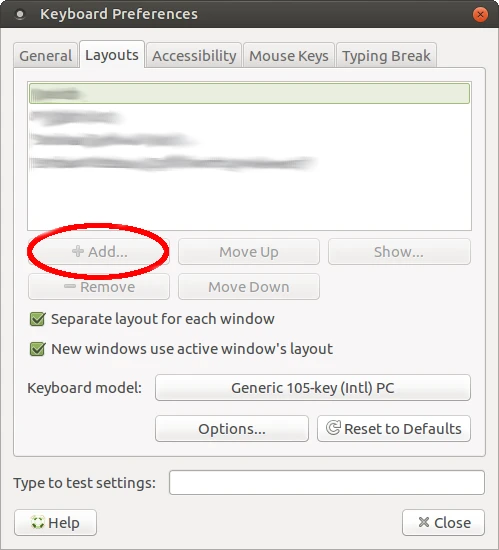 Keyboard Preferences
General Layouts Accessibility Mouse Keys Typing Break
Add... Move Up Show...
Remove Move Down
Separate layout for each window
New windows use active window's layout
Keyboard model: Generic 105-key (Intl) PC
Options... Reset to Defaults
Type to test settings:
Help Close